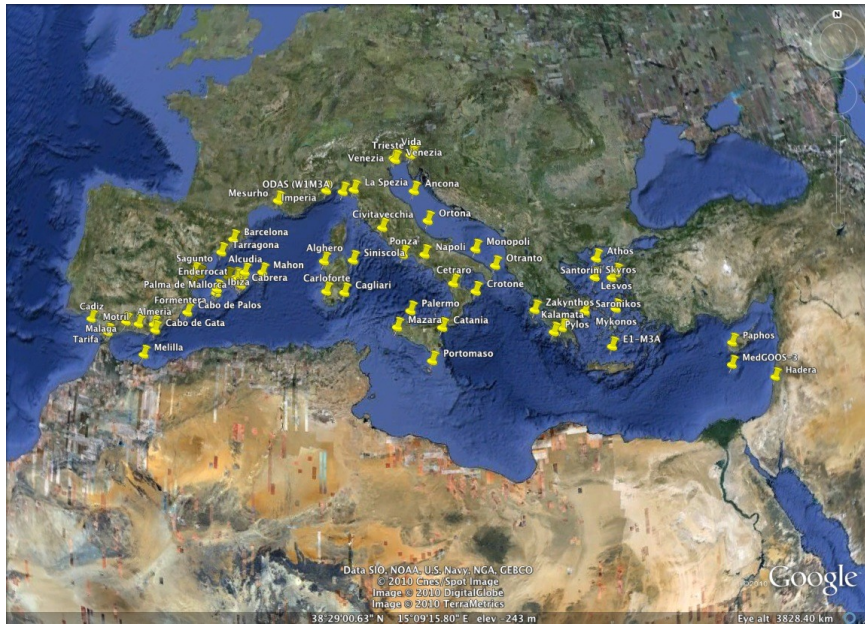 N
Vida
Trieste
Venezia
Venezia
ODAS (W1M3A)
La Spezia
Ancona
Mesurho
Imperia
Civitavecchia
Ortona
Barcelona
Tarragona
Ponza
Napoli
Monopoli
Athos
Alghero
Siniscola
Otranto
Sagunto
Alcudia
Mahon
Enderrocat
Cabrera
Santorini
Skyros
Palma de Mallorca
Ibiza
Carloforte
Cagliari
Cetraro
Crotone
Lesvos
Formentera
Cabo de Palos
Zakynthos
Saronikos
Cadiz
Motril
Almeria
Palermo
Kalamata
Malaga
Cabo de Gata
Mazara
Catania
Pylos
Mykonos
Tarifa
Melilla
Portomaso
E1-M3A
Paphos
MedGOOS-3
Hadera
Data SIO, NOAA, U.S. Navy, NGA, GEBCO
© 2010 Cnes/Spot Image
Image © 2010 DigitalGlobe
Image © 2010 TerraMetrics
Google
38°29'00.63" N 15°09'15.80" E elev -243 m
Eye alt 3828.40 km